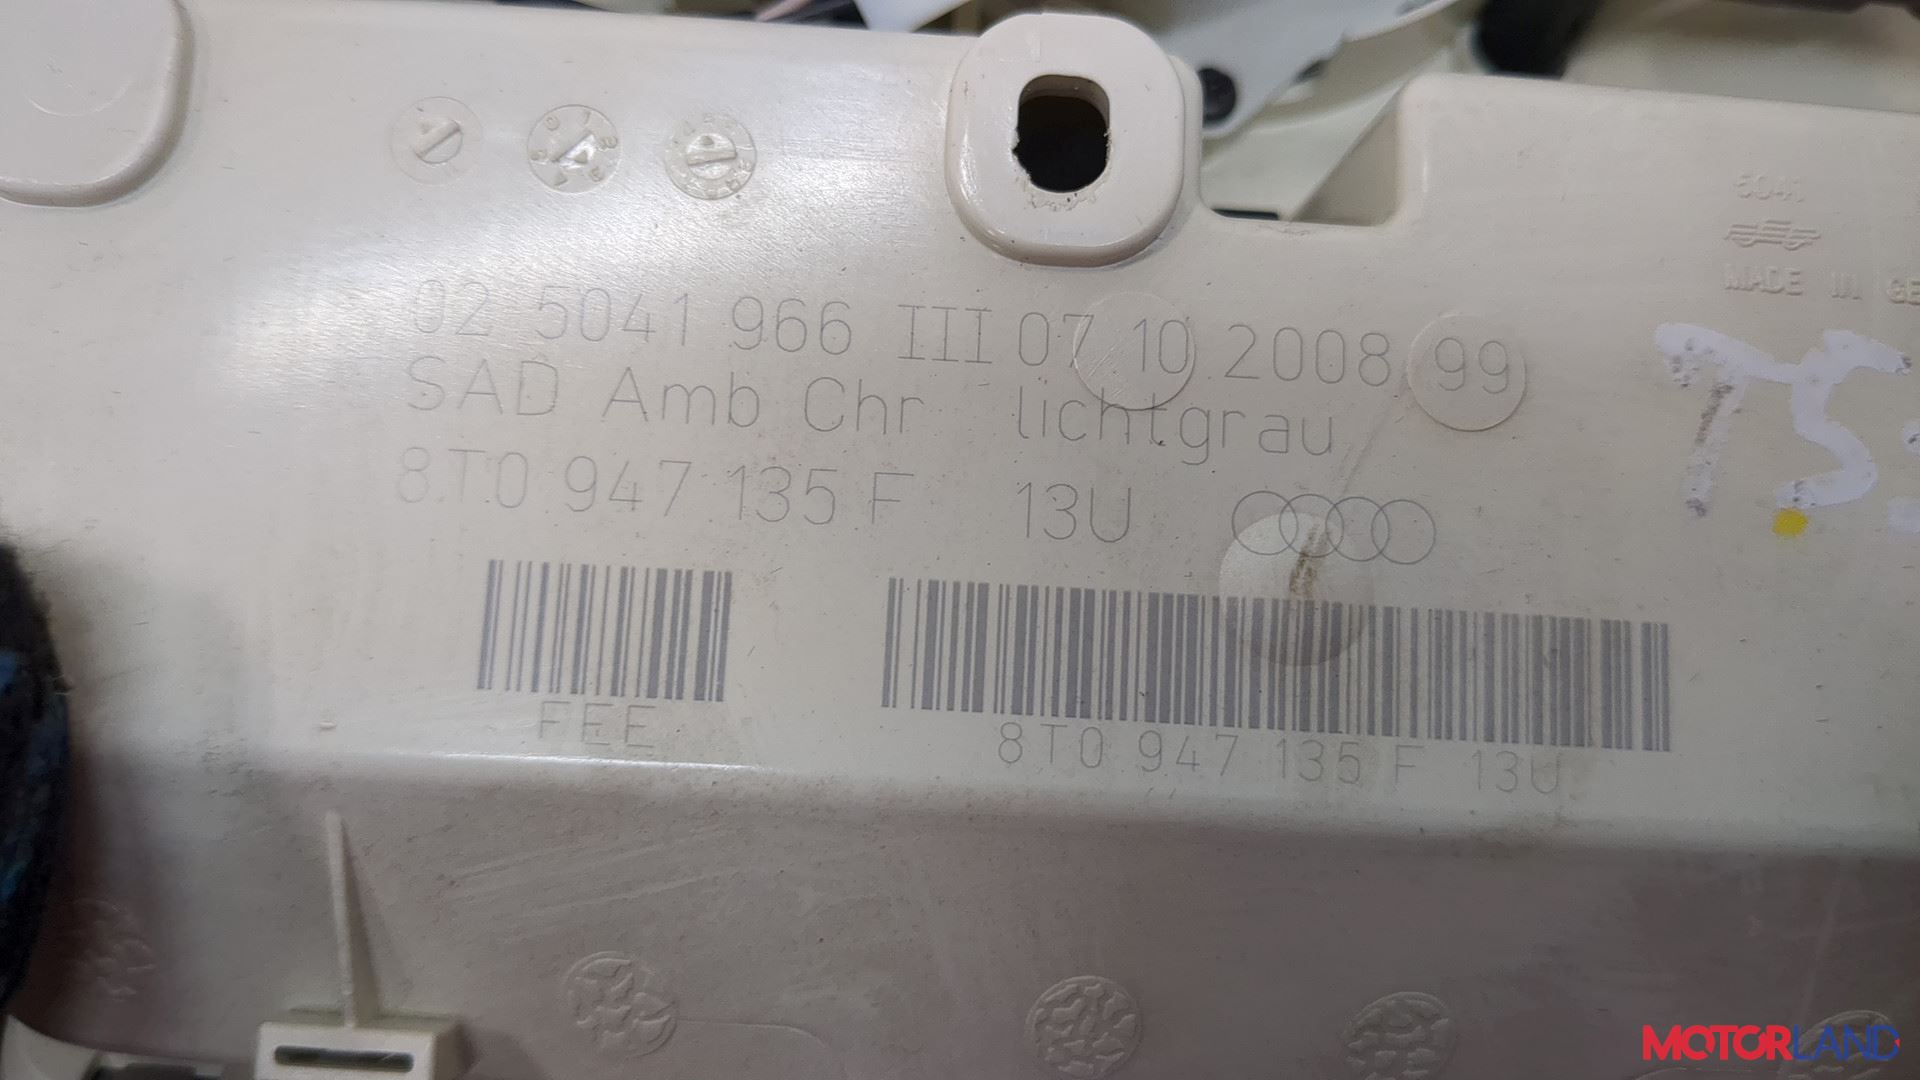 5041
MADE IN GE
02 5041 966 III 07 10 2008 99
SAD Amb Chr lichtgrau
8T0 947 135 F 13U
FEE
8T0 947 135 F 13U
MOTORLAND